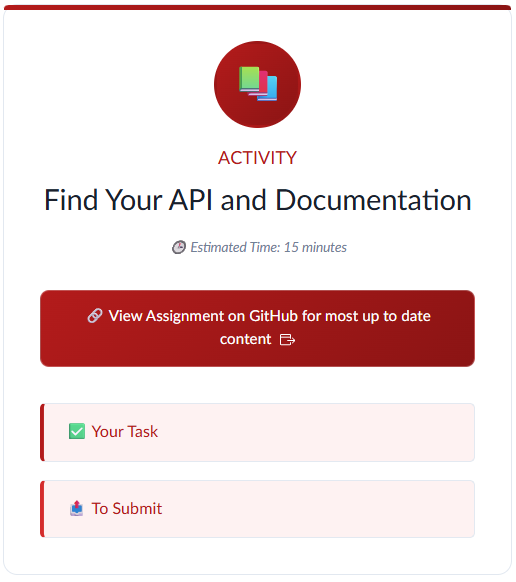 ACTIVITY
Find Your API and Documentation
Estimated Time: 15 minutes
View Assignment on GitHub for most up to date
content
Your Task
To Submit